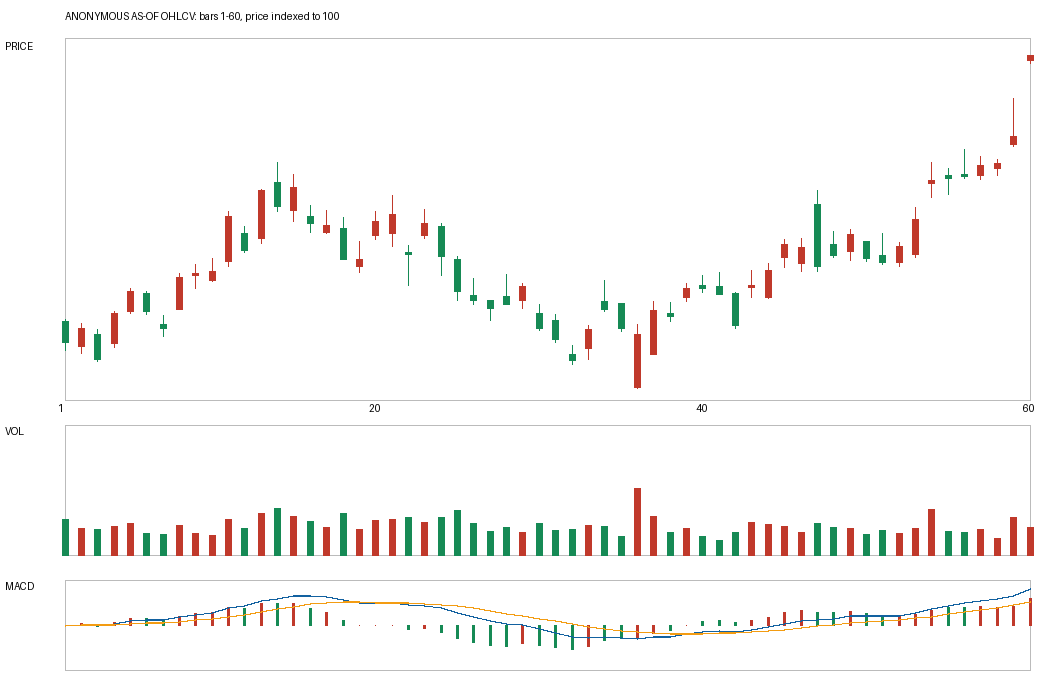 ANONYMOUS AS-OF OHLCV: bars 1-60, price indexed to 100
PRICE
1 20 40 60
VOL
MACD